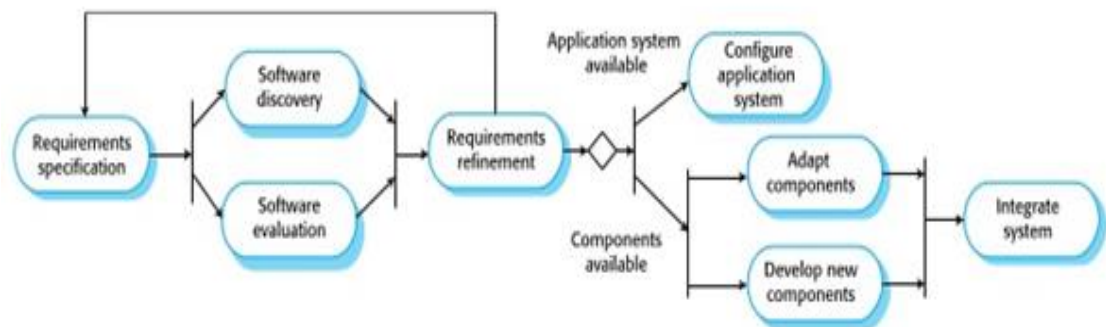 Requirements
specification
Software
discovery
Software
evaluation
Requirements
refinement
Application system
available
Configure
application
system
Components
available
Adapt
components
Develop new
components
Integrate
system